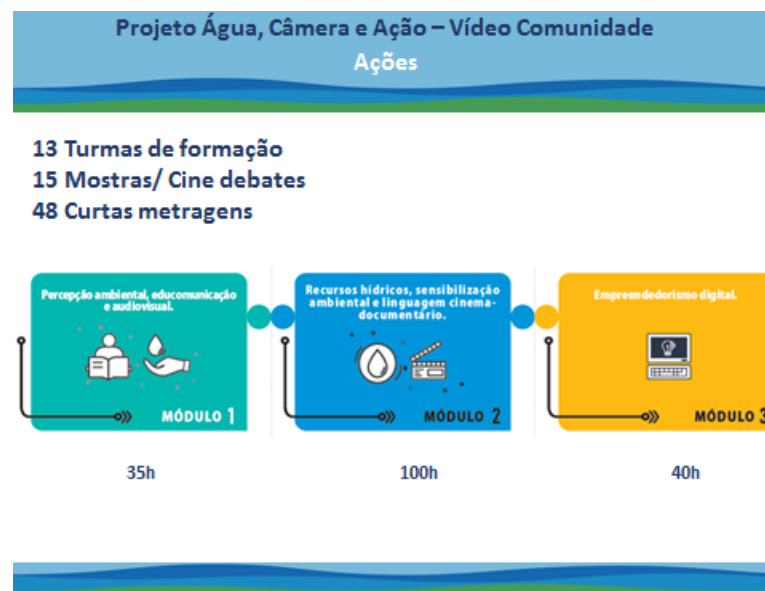 Projeto Água, Câmera e Ação – Vídeo Comunidade
Ações
13 Turmas de formação
15 Mostras/ Cine debates
48 Curtas metragens
Percepção ambiental, educomunicação
e audiovisual.
MÓDULO 1
Recursos hídricos, sensibilização
ambiental e linguagem cinema-
documentário.
MÓDULO 2
Empreendedorismo digital.
MÓDULO 3
35h
100h
40h